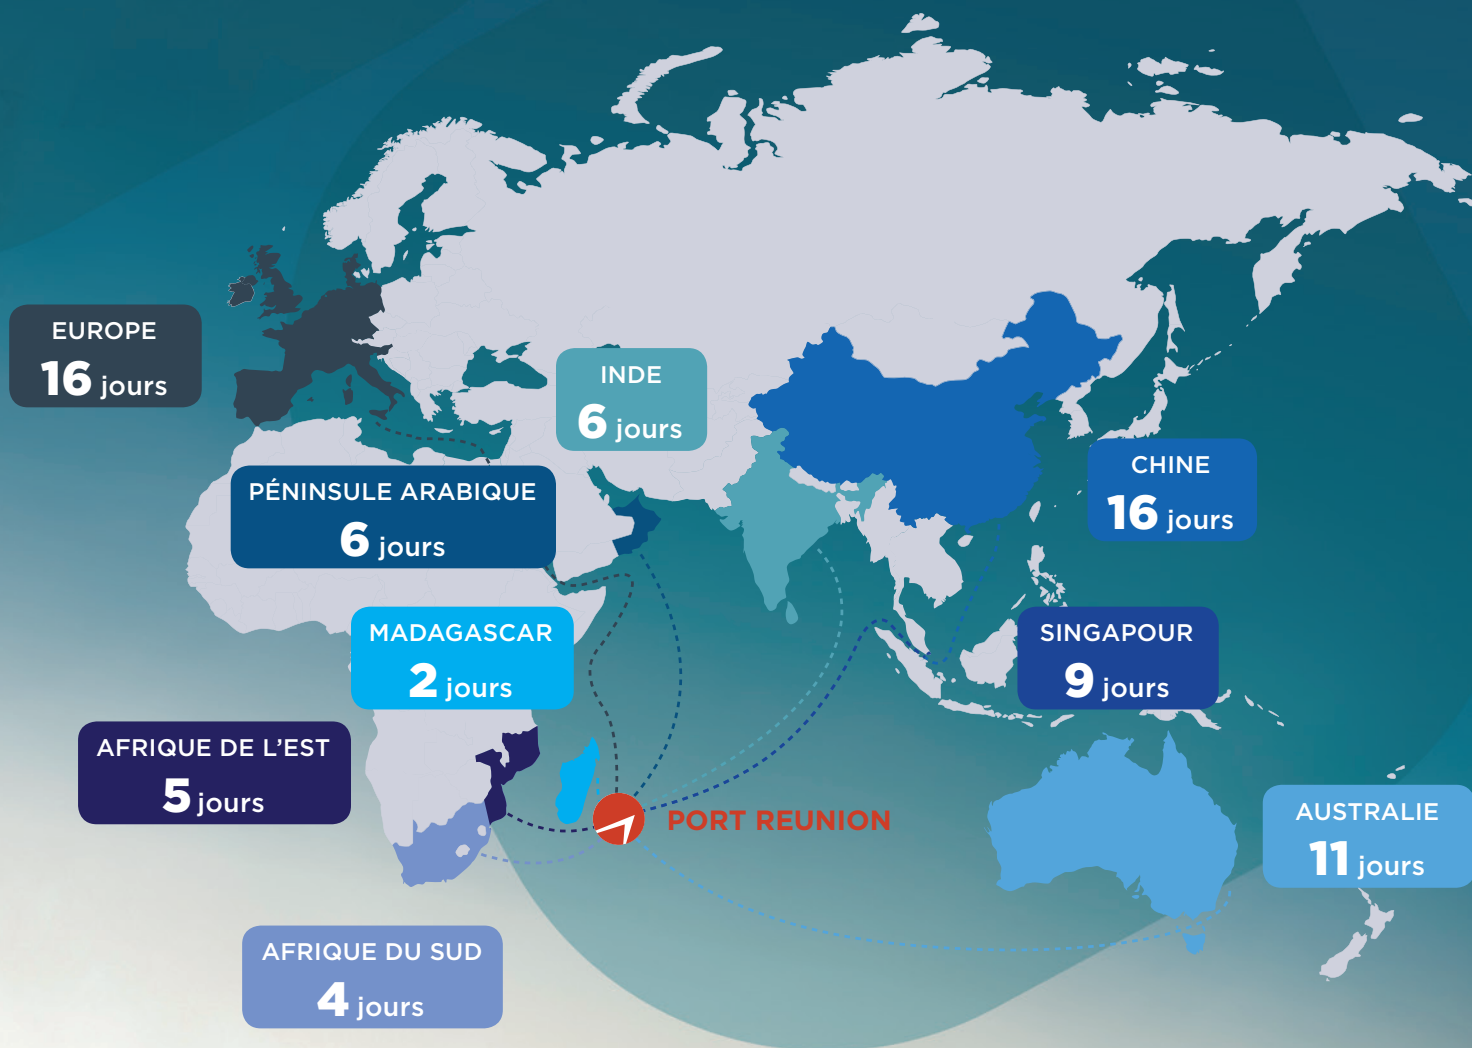 EUROPE
16 jours
INDE
6 jours
CHINE
16 jours
PÉNINSULE ARABIQUE
6 jours
MADAGASCAR
2 jours
SINGAPOUR
9 jours
AFRIQUE DE L’EST
5 jours
PORT REUNION
AUSTRALIE
11 jours
AFRIQUE DU SUD
4 jours